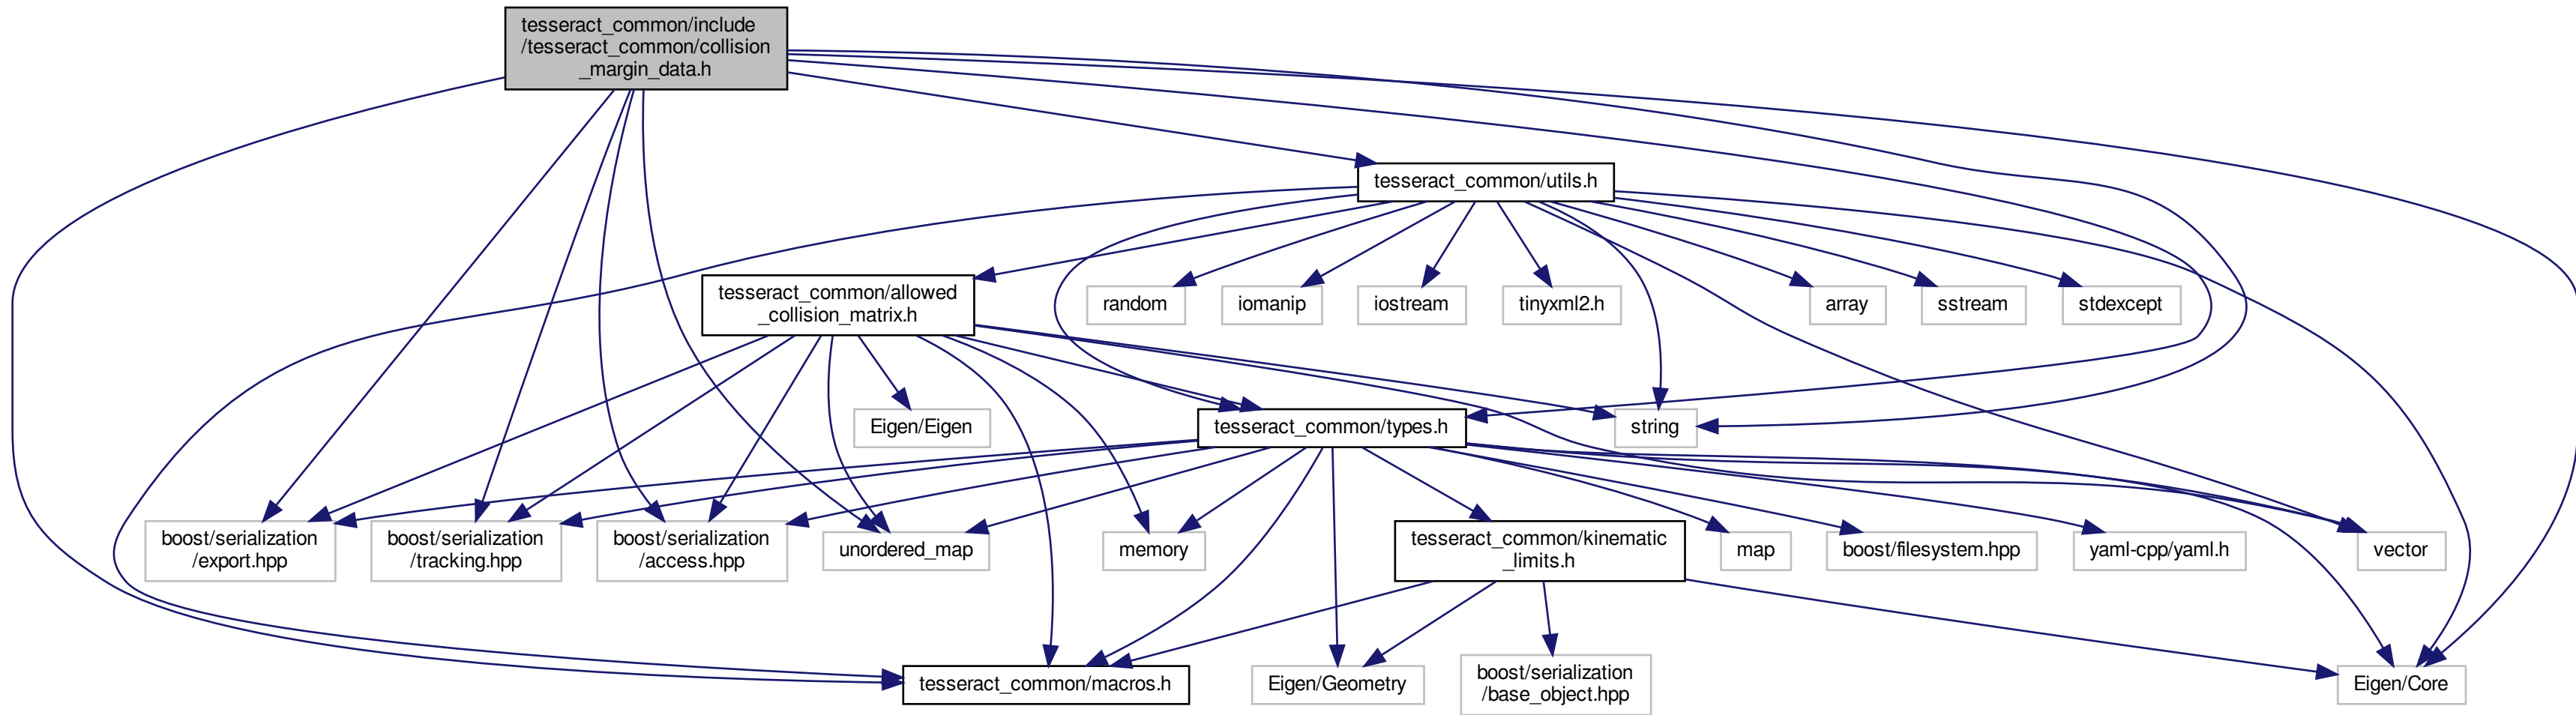 tesseract_common/include
/tesseract_common/collision
_margin_data.h
tesseract_common/utils.h
tesseract_common/allowed
_collision_matrix.h
random
iomanip
iostream
tinyxml2.h
array
sstream
stdexcept
Eigen/Eigen
tesseract_common/types.h
string
boost/serialization
/export.hpp
boost/serialization
/tracking.hpp
boost/serialization
/access.hpp
unordered_map
memory
tesseract_common/kinematic
_limits.h
map
boost/filesystem.hpp
yaml-cpp/yaml.h
vector
tesseract_common/macros.h
Eigen/Geometry
boost/serialization
/base_object.hpp
Eigen/Core